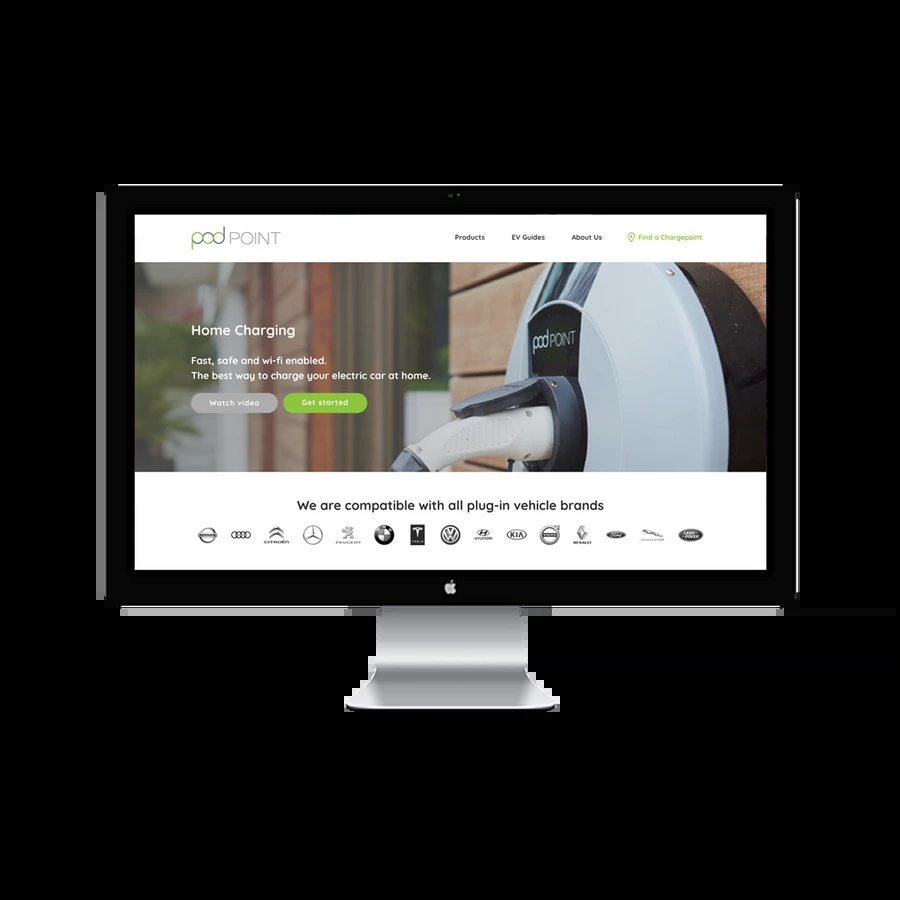 pod POINT
Products EV Guides About Us Find a Chargepoint
Home Charging
pod POINT
Fast, safe and wi-fi enabled.
The best way to charge your electric car at home.
Watch video Get started
We are compatible with all plug-in vehicle brands
NISSAN CITROËN PEUGEOT TESLA HYUNDAI KIA VOLVO RENAULT Ford JAGUAR LAND ROVER